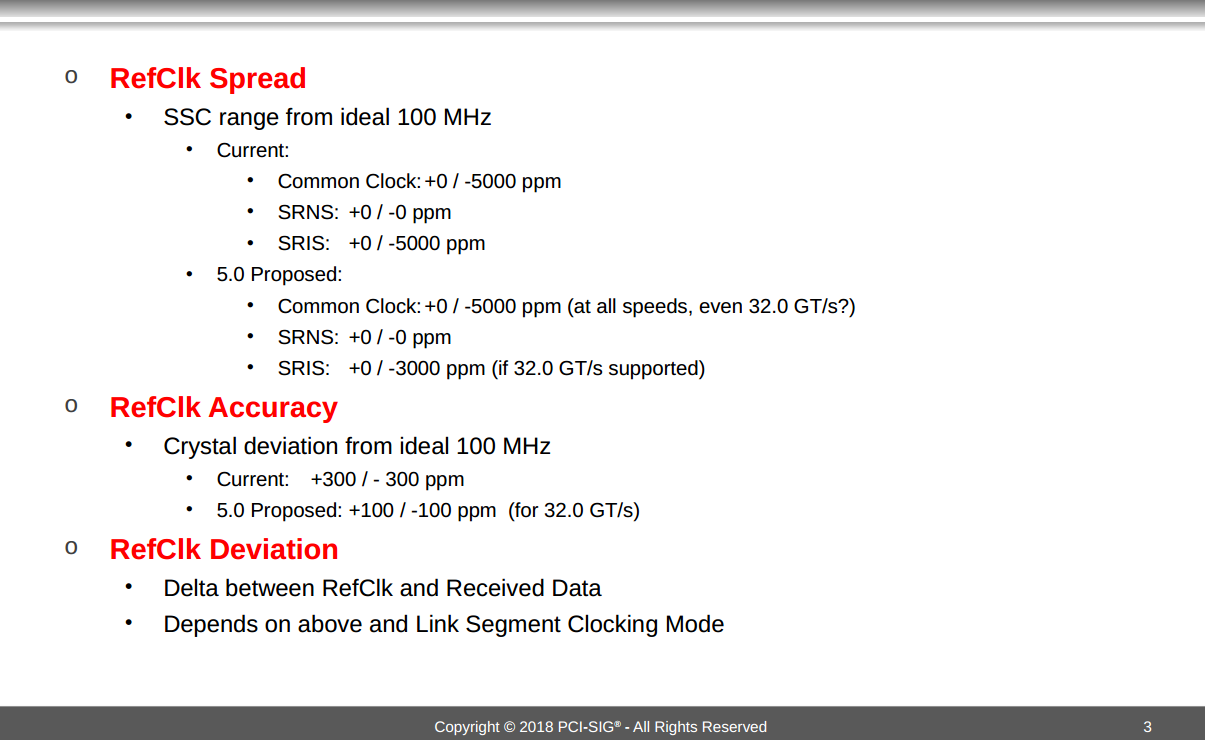 o RefClk Spread
• SSC range from ideal 100 MHz
• Current:
• Common Clock: +0 / -5000 ppm
• SRNS: +0 / -0 ppm
• SRIS: +0 / -5000 ppm
• 5.0 Proposed:
• Common Clock: +0 / -5000 ppm (at all speeds, even 32.0 GT/s?)
• SRNS: +0 / -0 ppm
• SRIS: +0 / -3000 ppm (if 32.0 GT/s supported)
o RefClk Accuracy
• Crystal deviation from ideal 100 MHz
• Current: +300 / - 300 ppm
• 5.0 Proposed: +100 / -100 ppm (for 32.0 GT/s)
o RefClk Deviation
• Delta between RefClk and Received Data
• Depends on above and Link Segment Clocking Mode
Copyright © 2018 PCI-SIG® - All Rights Reserved 3